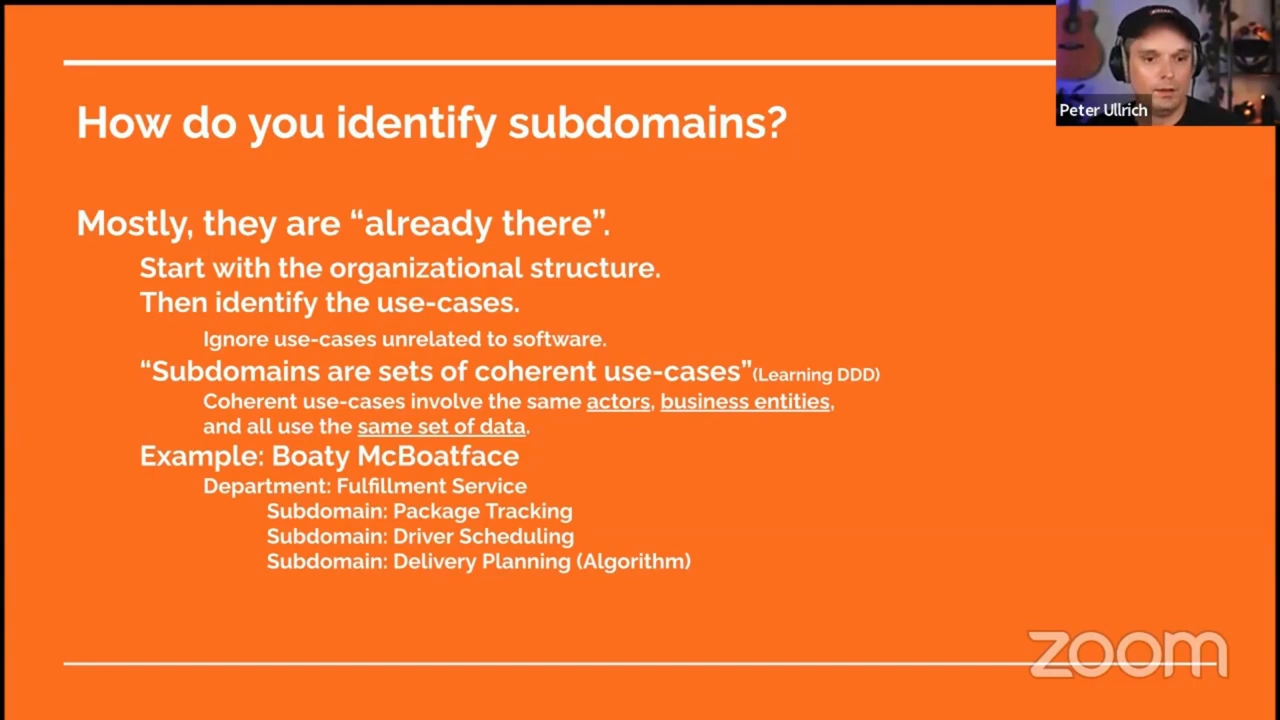 How do you identify subdomains?
Peter Ullrich
Mostly, they are “already there”.
Start with the organizational structure.
Then identify the use-cases.
Ignore use-cases unrelated to software.
“Subdomains are sets of coherent use-cases”(Learning DDD)
Coherent use-cases involve the same actors, business entities,
and all use the same set of data.
Example: Boaty McBoatface
Department: Fulfillment Service
Subdomain: Package Tracking
Subdomain: Driver Scheduling
Subdomain: Delivery Planning (Algorithm)
zoom